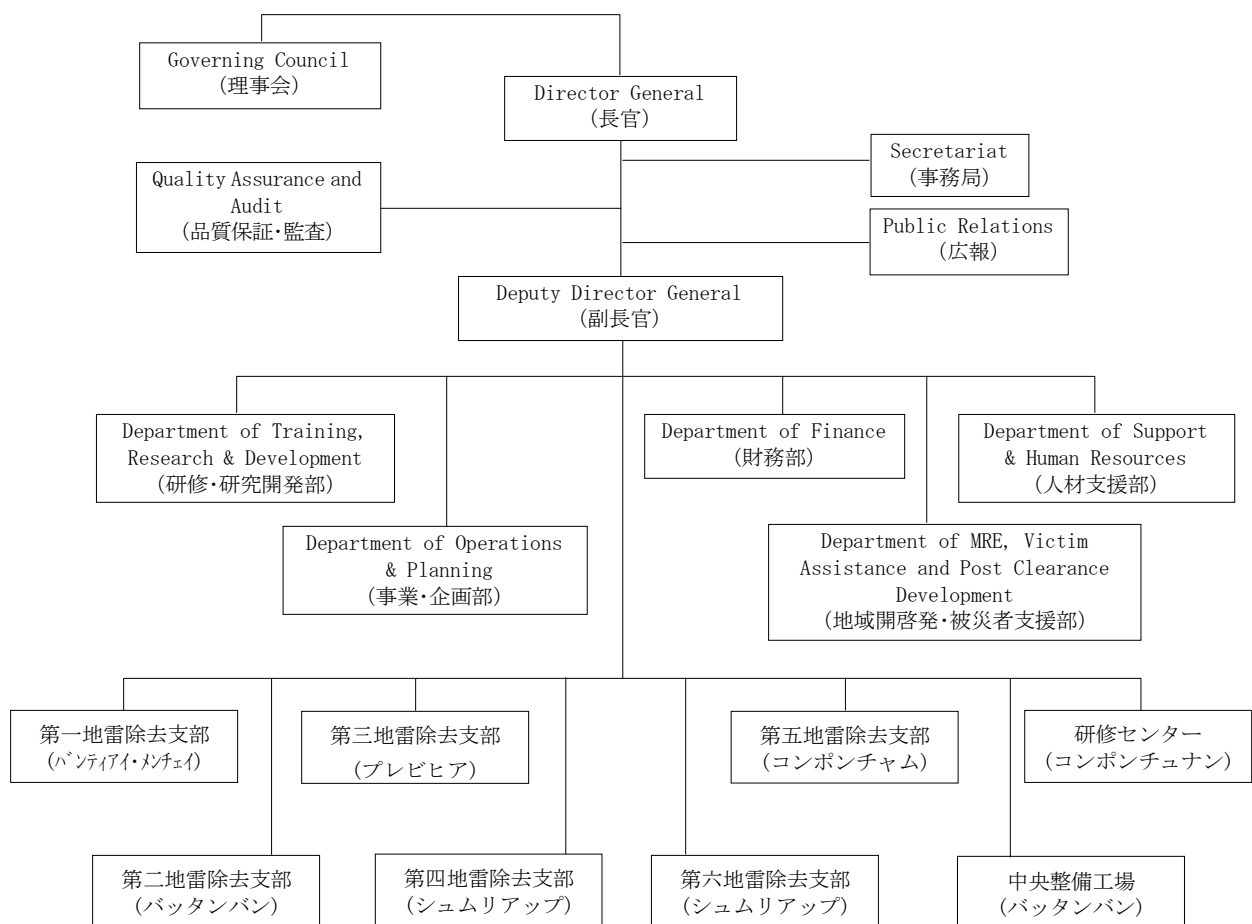 Governing Council
(理事会)
Director General
(長官)
Secretariat
(事務局)
Quality Assurance and
Audit
(品質保証・監査)
Public Relations
(広報)
Deputy Director General
(副長官)
Department of Training,
Research & Development
(研修・研究開発部)
Department of Finance
(財務部)
Department of Support
& Human Resources
(人材支援部)
Department of Operations
& Planning
(事業・企画部)
Department of MRE, Victim
Assistance and Post Clearance
Development
(地域開啓発・被災者支援部)
第一地雷除去支部
(バンティアイ・メンチェイ)
第三地雷除去支部
(プレビヒア)
第五地雷除去支部
(コンポンチャム)
研修センター
(コンポンチュナン)
第二地雷除去支部
(バッタンバン)
第四地雷除去支部
(シュムリアップ)
第六地雷除去支部
(シュムリアップ)
中央整備工場
(バッタンバン)